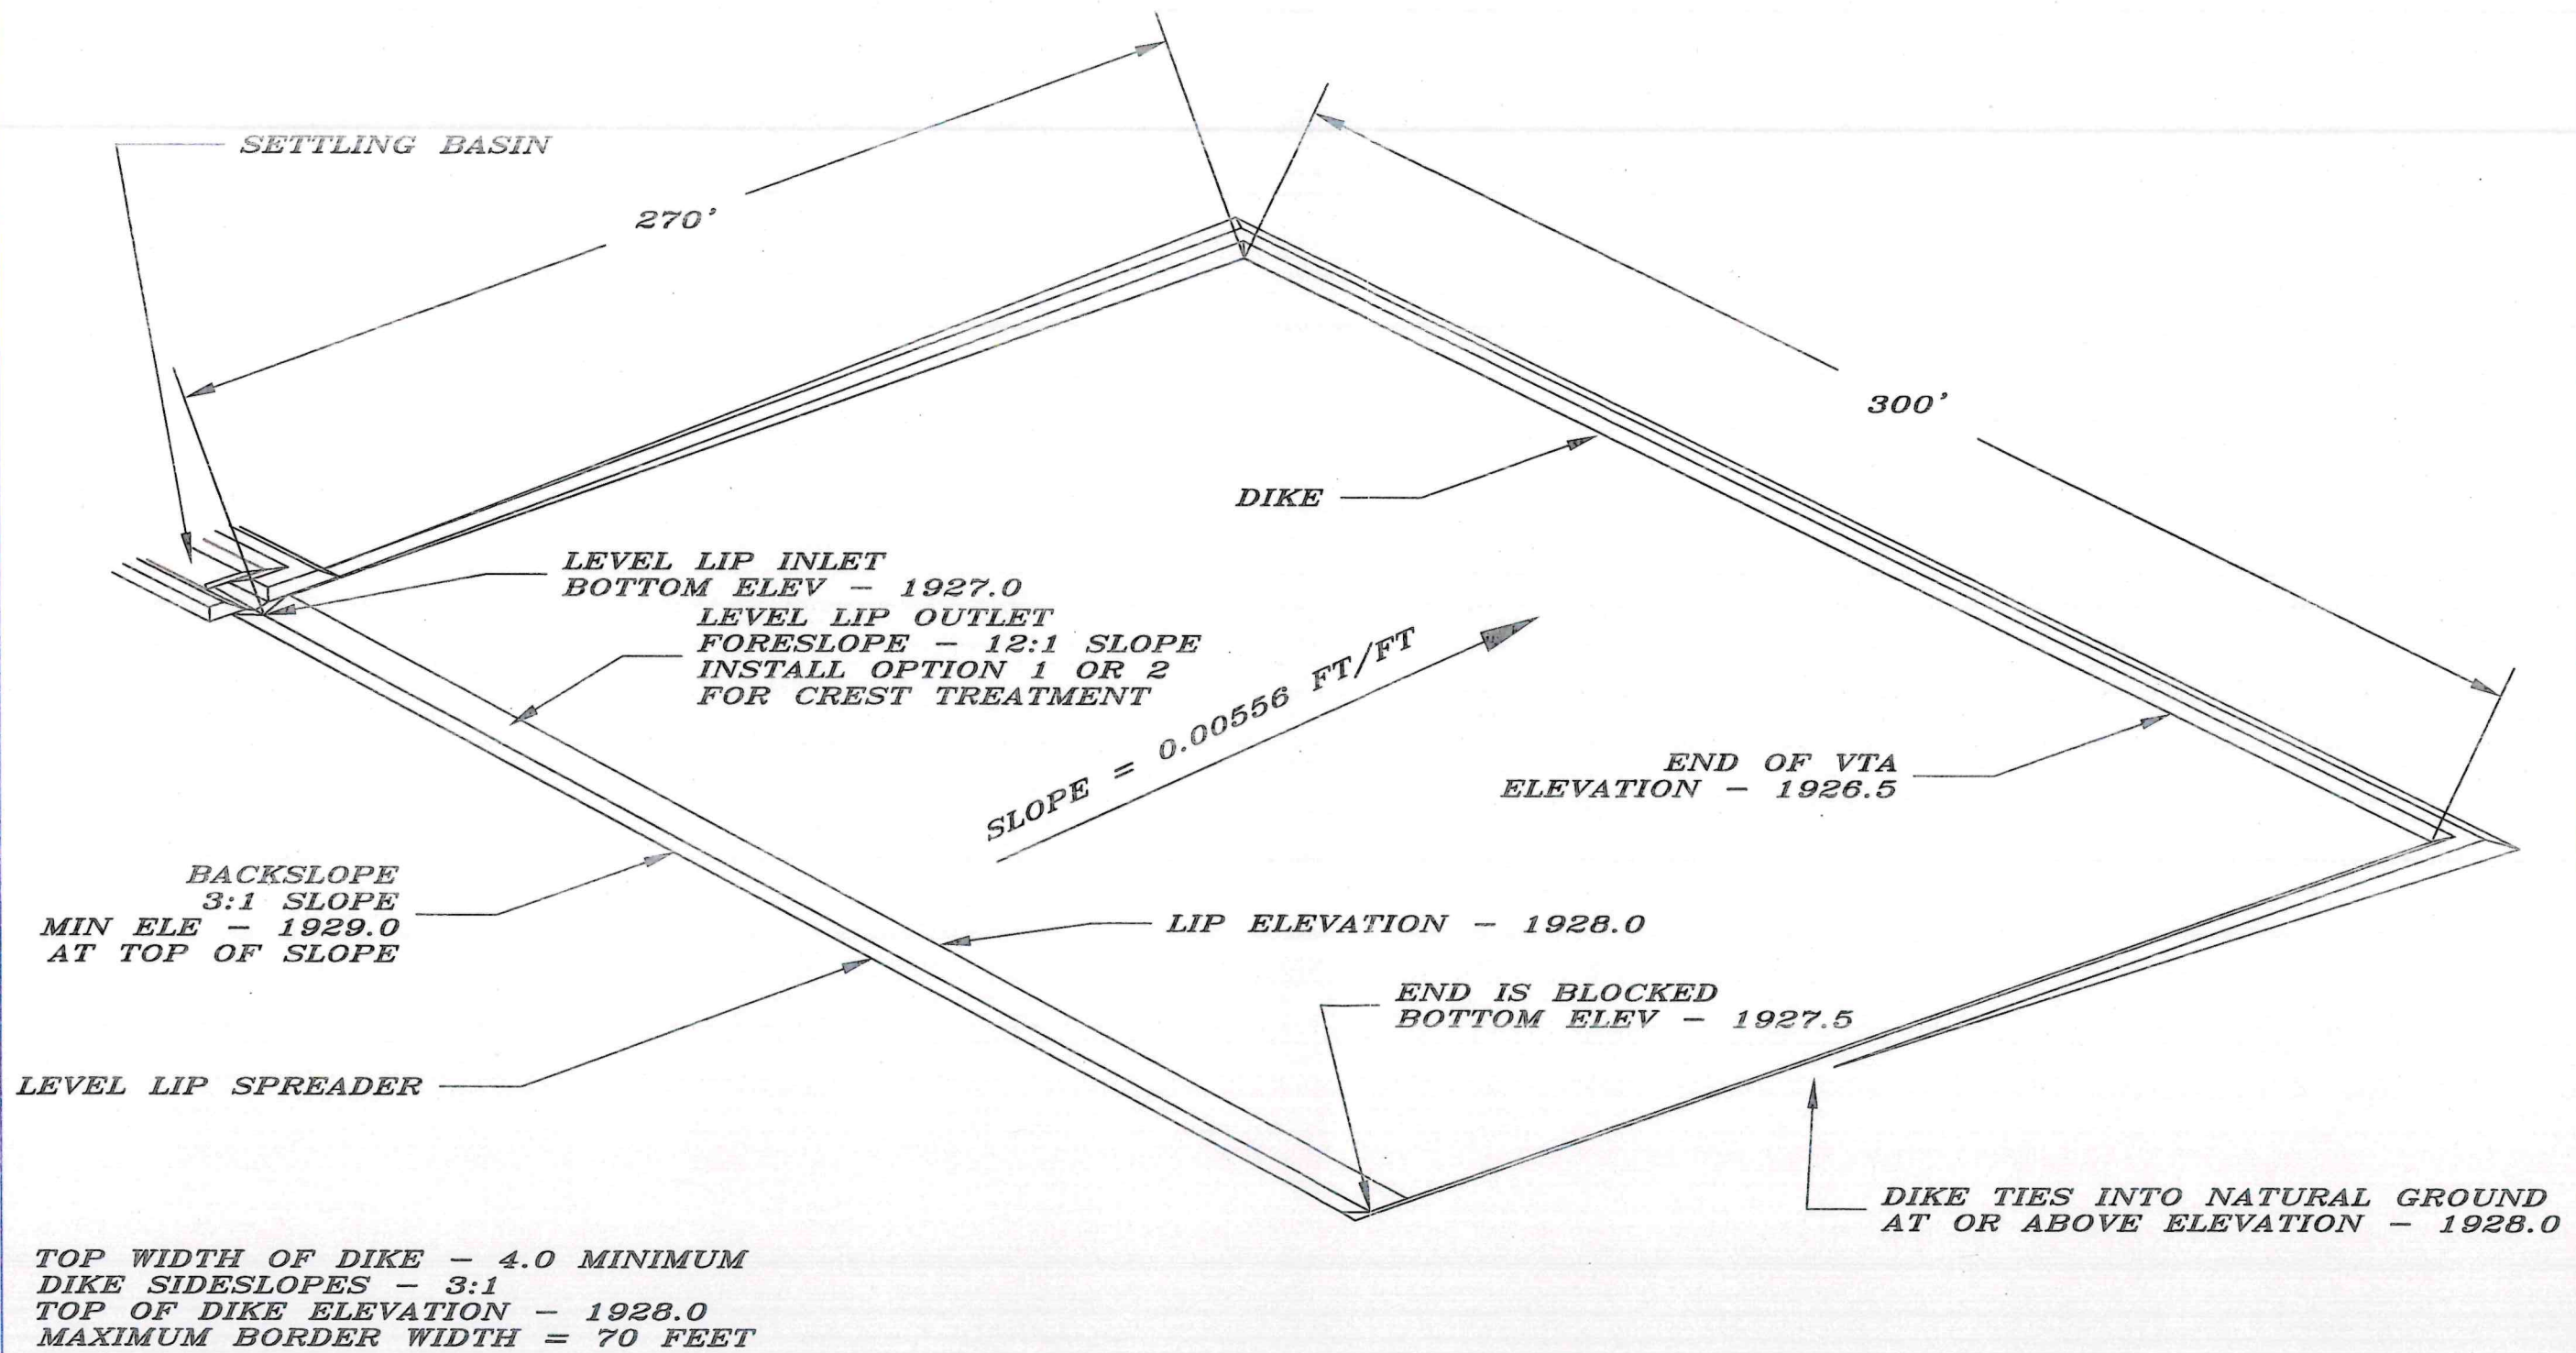 SETTLING BASIN
270'
300'
DIKE
LEVEL LIP INLET
BOTTOM ELEV - 1927.0
LEVEL LIP OUTLET
FORESLOPE - 12:1 SLOPE
INSTALL OPTION 1 OR 2
FOR CREST TREATMENT
SLOPE = 0.00556 FT/FT
END OF VTA
ELEVATION - 1926.5
BACKSLOPE
3:1 SLOPE
MIN ELE - 1929.0
AT TOP OF SLOPE
LIP ELEVATION - 1928.0
END IS BLOCKED
BOTTOM ELEV - 1927.5
LEVEL LIP SPREADER
DIKE TIES INTO NATURAL GROUND
AT OR ABOVE ELEVATION - 1928.0
TOP WIDTH OF DIKE - 4.0 MINIMUM
DIKE SIDESLOPES - 3:1
TOP OF DIKE ELEVATION - 1928.0
MAXIMUM BORDER WIDTH = 70 FEET